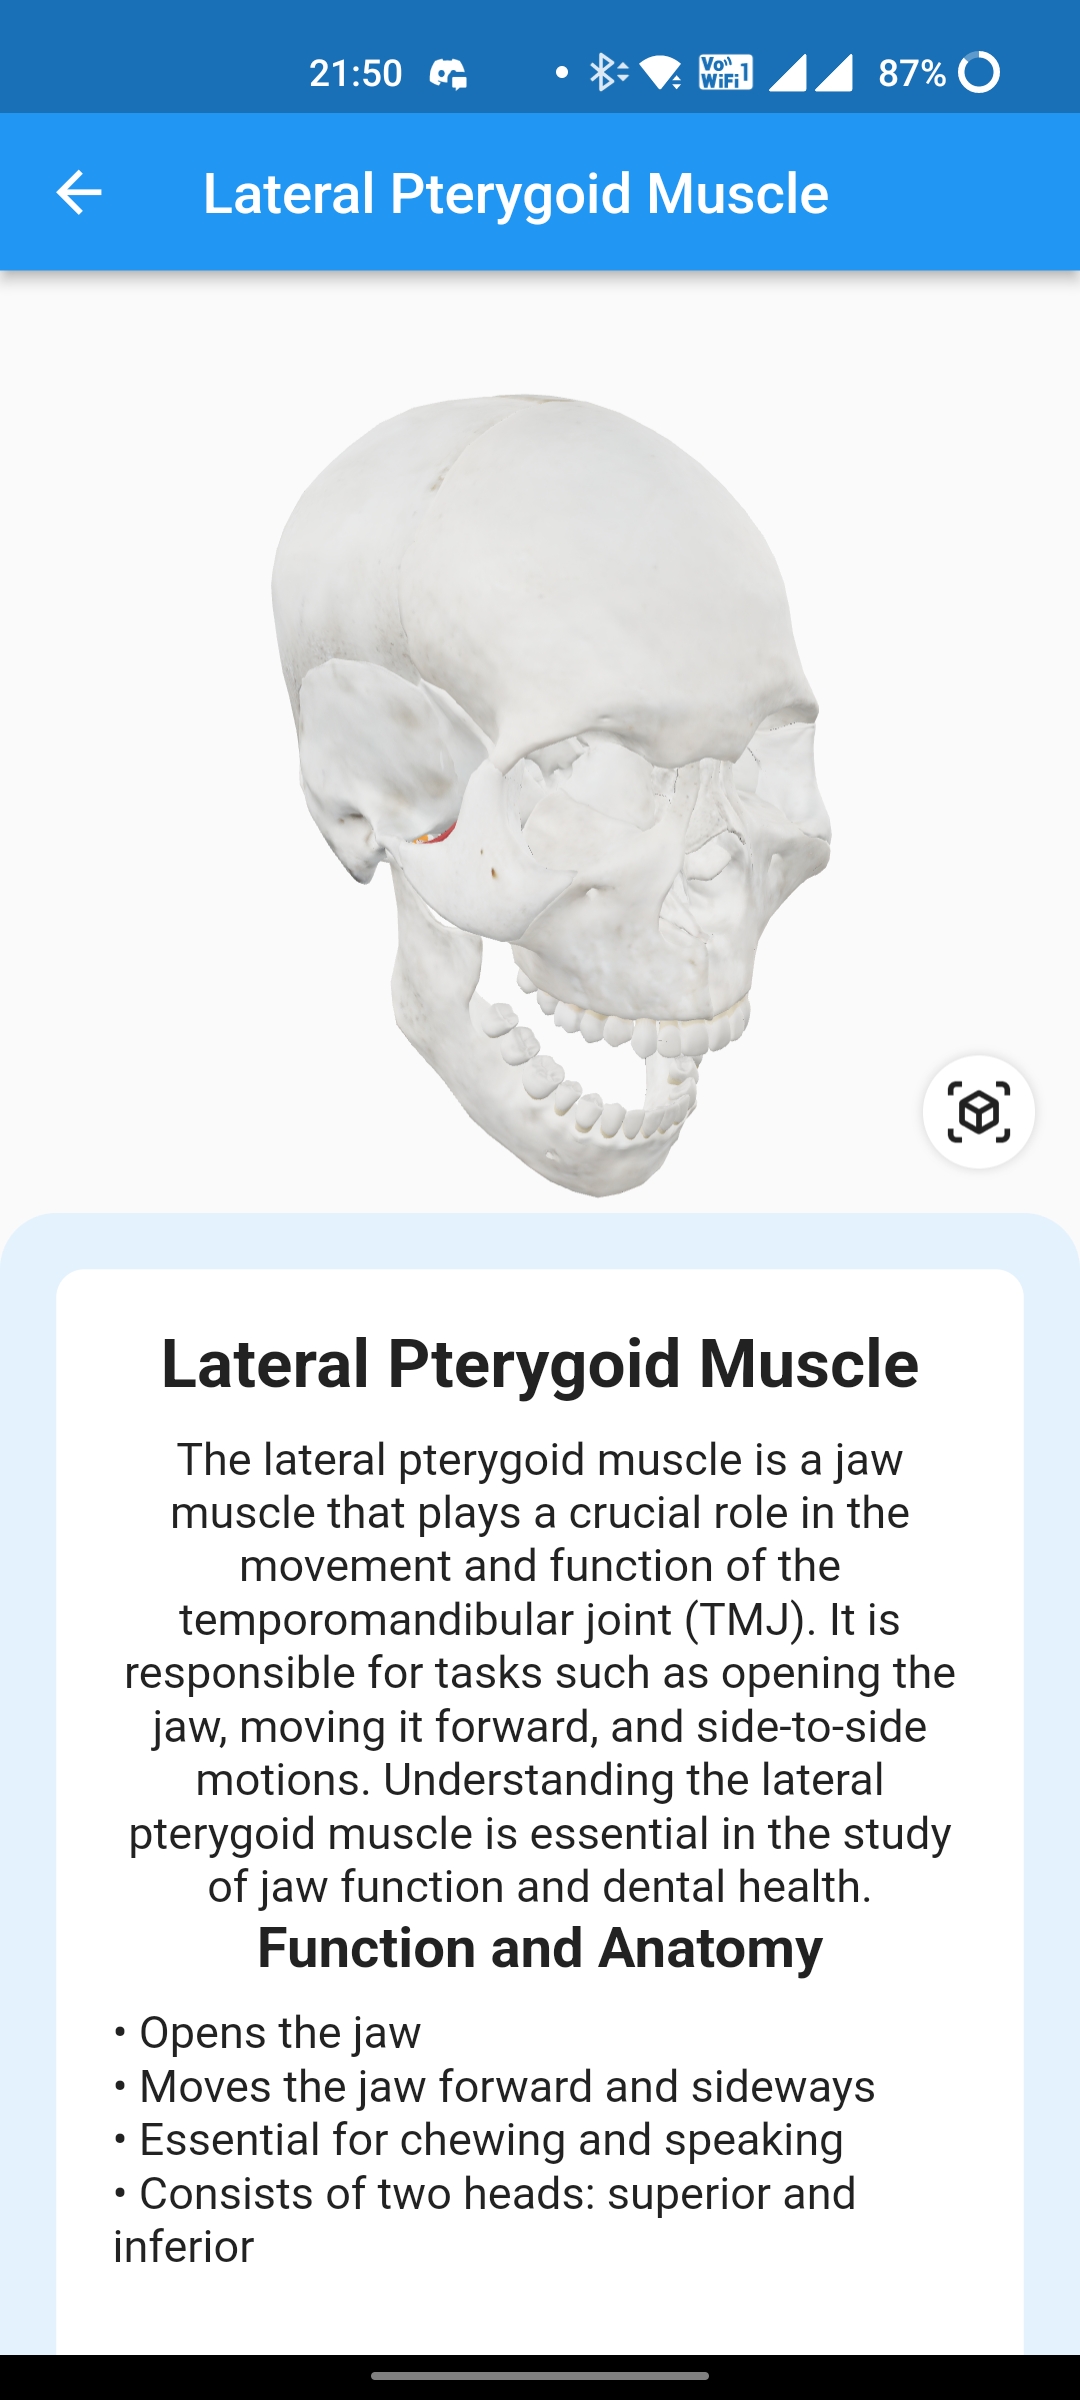 21:50
Vo)) 1
WiFi
87%
Lateral Pterygoid Muscle
Lateral Pterygoid Muscle
The lateral pterygoid muscle is a jaw
muscle that plays a crucial role in the
movement and function of the
temporomandibular joint (TMJ). It is
responsible for tasks such as opening the
jaw, moving it forward, and side-to-side
motions. Understanding the lateral
pterygoid muscle is essential in the study
of jaw function and dental health.
Function and Anatomy
• Opens the jaw
• Moves the jaw forward and sideways
• Essential for chewing and speaking
• Consists of two heads: superior and
inferior